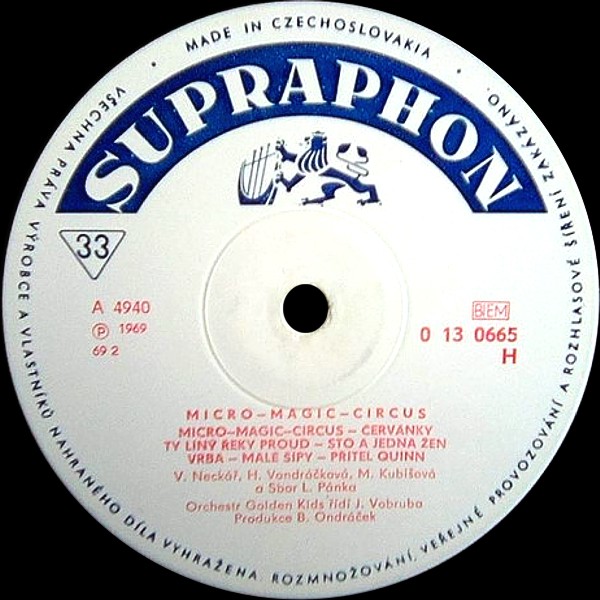 MADE IN CZECHOSLOVAKIA
SUPRAPHON
33
A 4940
Ⓟ 1969
69 2
BIEM
0 13 0665
H
MICRO–MAGIC–CIRCUS
MICRO–MAGIC–CIRCUS – ČERVÁNKY
TY LÍNÝ ŘEKY PROUD – STO A JEDNA ŽEN
VRBA – MALÉ ŠÍPY – PŘÍTEL QUINN
V. Neckář, H. Vondráčková, M. Kubišová
a Sbor L. Pánka
Orchestr Golden Kids řídí J. Vobruba
Produkce B. Ondráček
VŠECHNA PRÁVA VÝROBCE A VLASTNÍKŮ NAHRANÉHO DÍLA VYHRAŽENA. ROZMNOŽOVÁNÍ, VEŘEJNÉ PROVOZOVÁNÍ A ROZHLASOVÉ ŠÍŘENÍ ZAKÁZÁNO